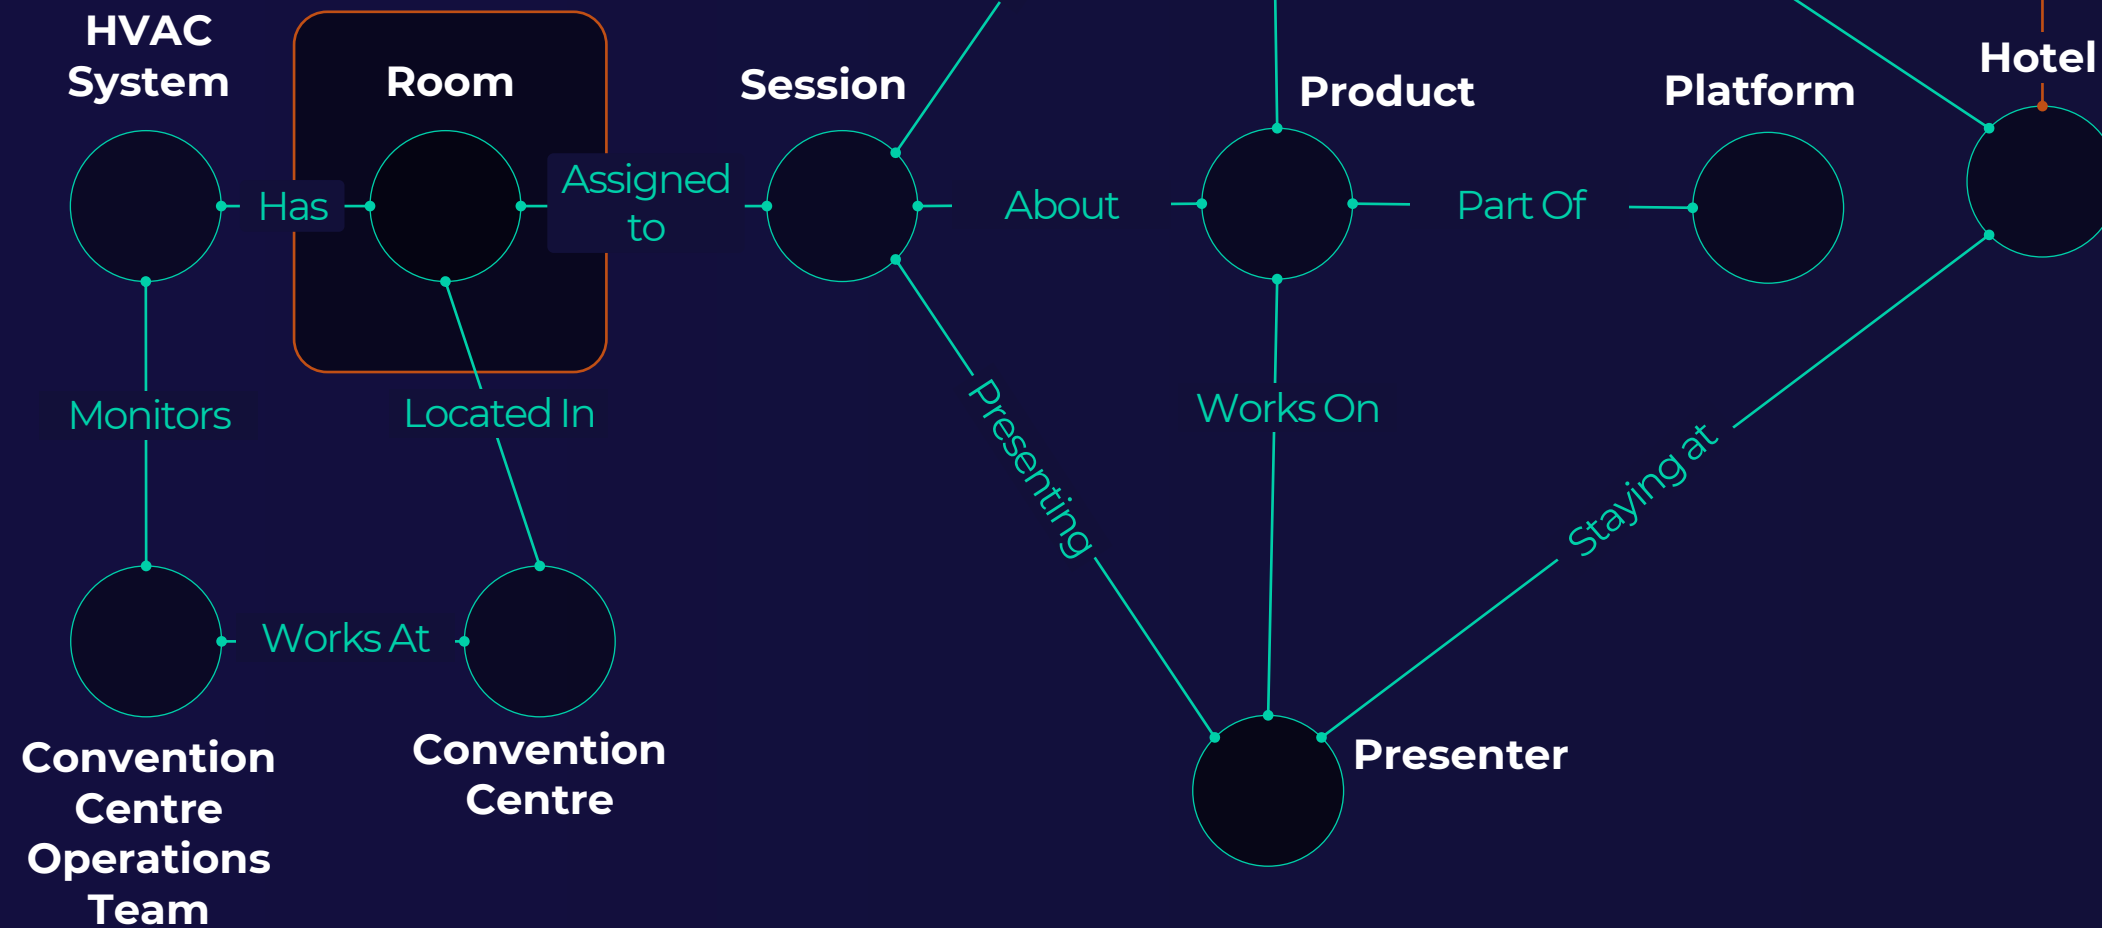 HVAC
System
Room
Session
Product
Platform
Hotel
Has
Assigned
to
About
Part Of
Monitors
Located In
Presenting
Works On
Staying at
Works At
Convention
Centre
Operations
Team
Convention
Centre
Presenter